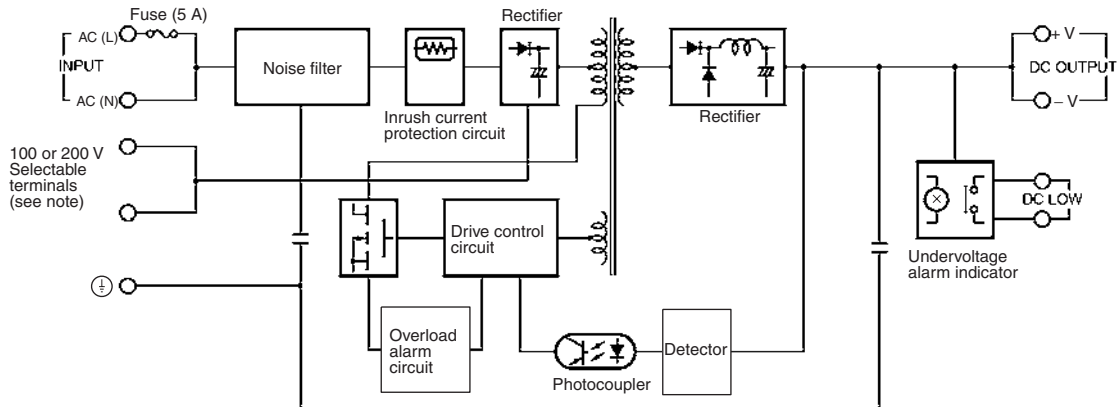 Fuse (5 A)
Rectifier
AC (L)
INPUT
AC (N)
Noise filter
Inrush current
protection circuit
Rectifier
+ V
DC OUTPUT
– V
100 or 200 V
Selectable
terminals
(see note)
DC LOW
Drive control
circuit
Undervoltage
alarm indicator
Overload
alarm
circuit
Photocoupler
Detector